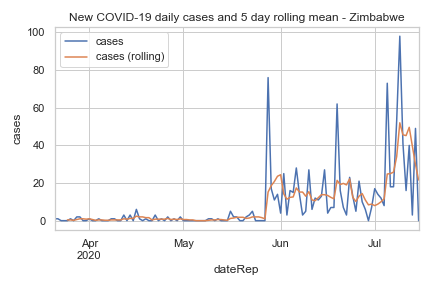 New COVID-19 daily cases and 5 day rolling mean - Zimbabwe
cases
cases (rolling)
100
80
60
40
20
0
cases
Apr
2020
May
Jun
Jul
dateRep